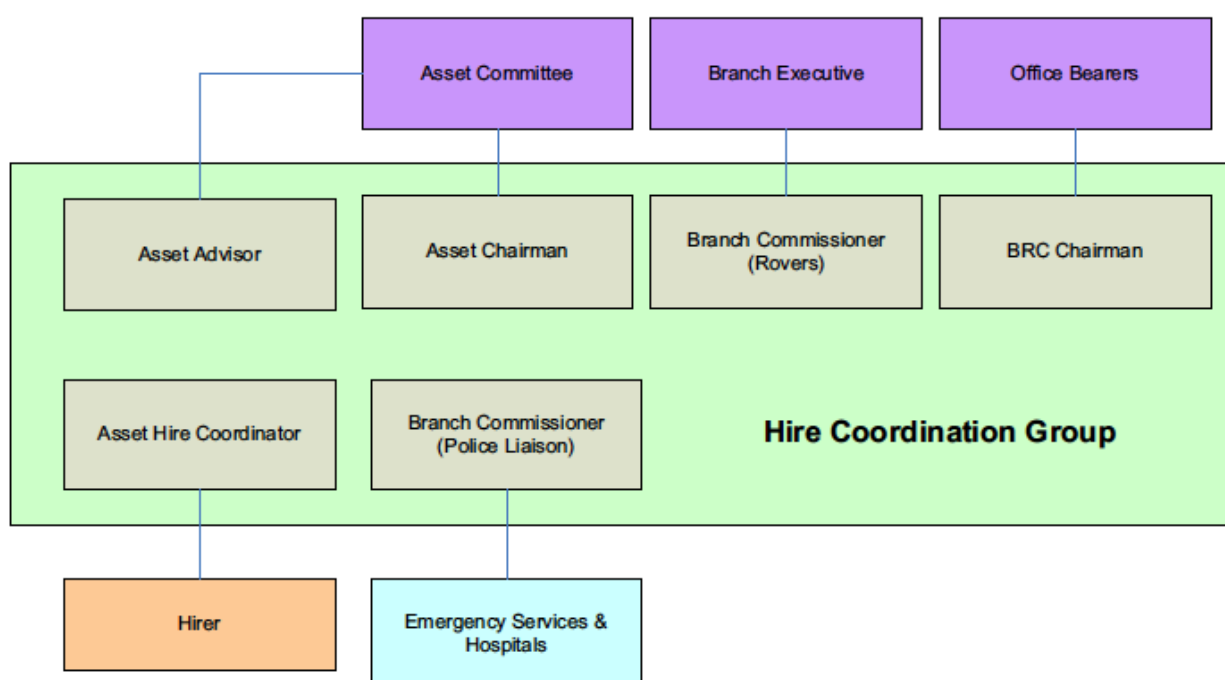 Asset Committee
Branch Executive
Office Bearers
Asset Advisor
Asset Chairman
Branch Commissioner
(Rovers)
BRC Chairman
Asset Hire Coordinator
Branch Commissioner
(Police Liaison)
Hire Coordination Group
Hirer
Emergency Services &
Hospitals